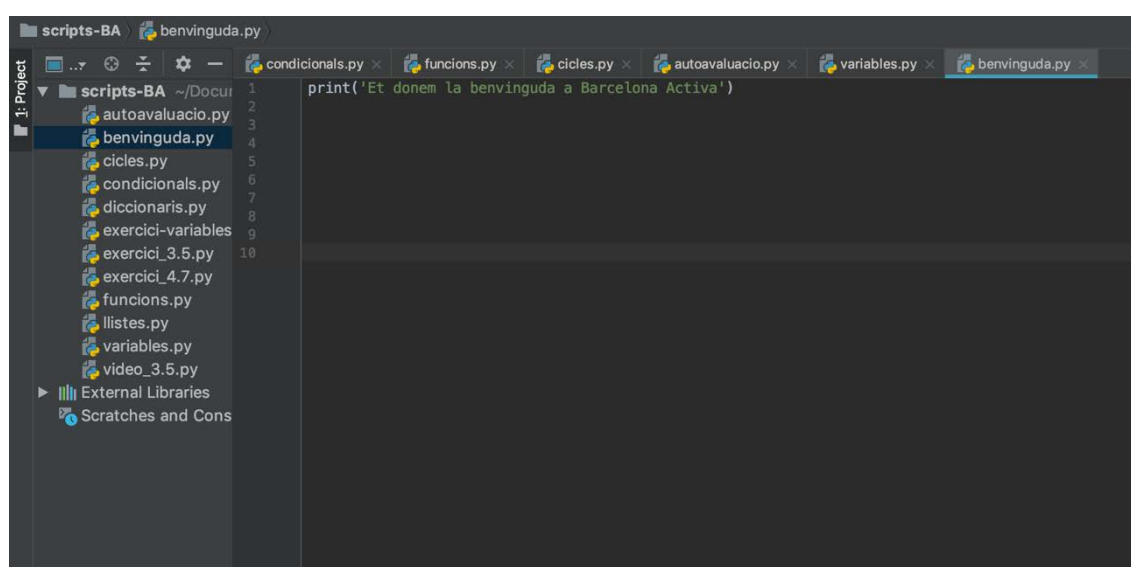 scripts-BA benvinguda.py
1: Project
...
condicionals.py funcions.py cicles.py autoavaluacio.py variables.py benvinguda.py
scripts-BA ~/Docur
autoavaluacio.py
benvinguda.py
cicles.py
condicionals.py
diccionaris.py
exercici-variables
exercici_3.5.py
exercici_4.7.py
funcions.py
llistes.py
variables.py
video_3.5.py
External Libraries
Scratches and Cons
1 print('Et donem la benvinguda a Barcelona Activa')
2
3
4
5
6
7
8
9
10